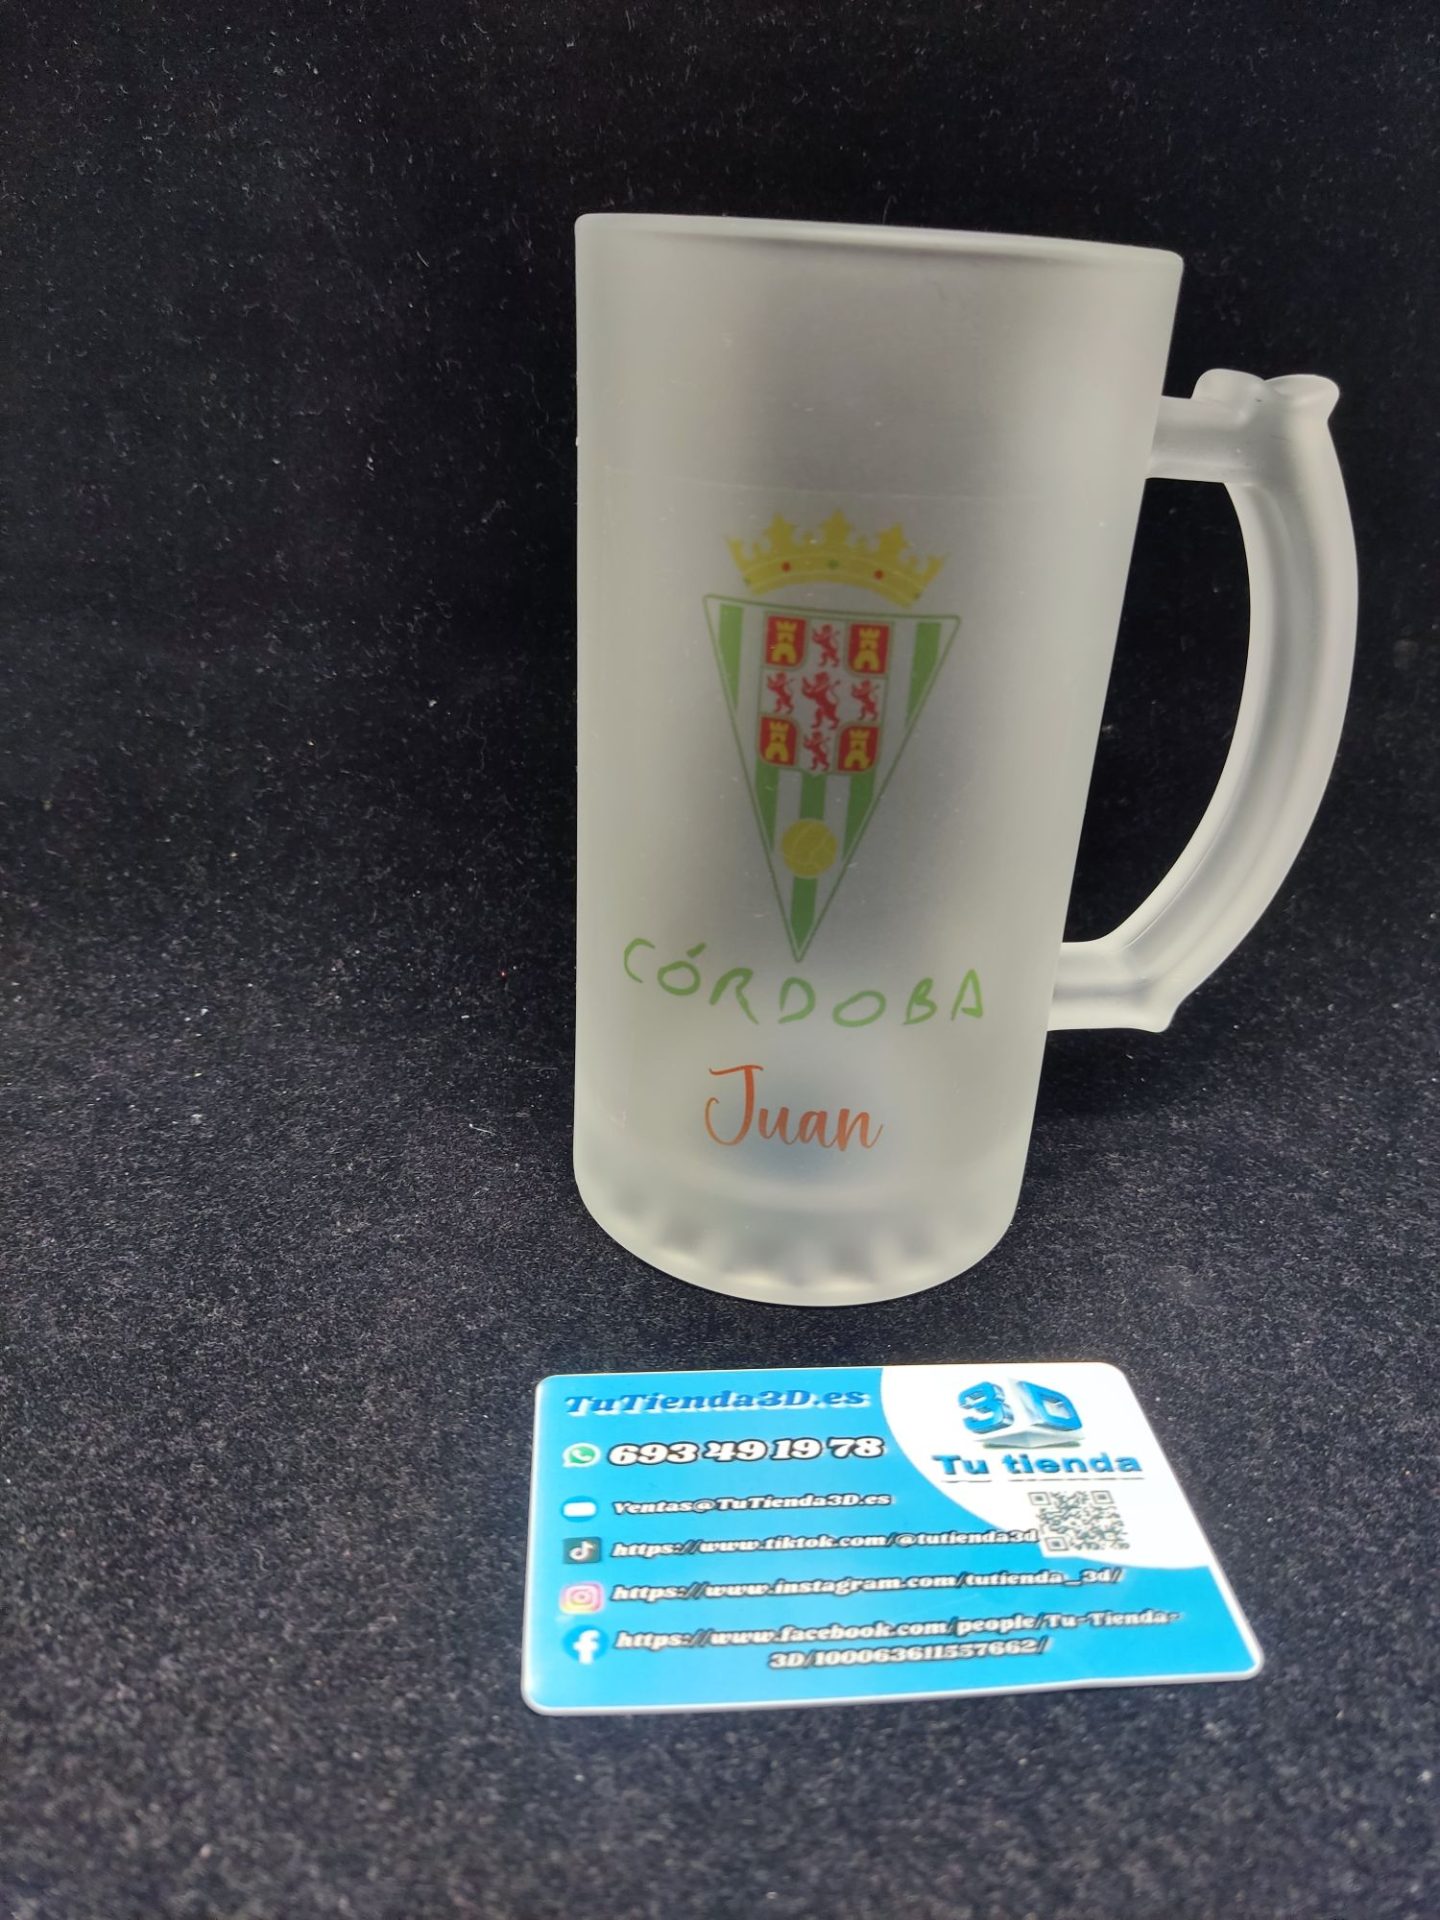 CÓRDOBA
Juan
TuTienda3D.es
693 49 19 78
Ventas@TuTienda3D.es
https://www.tiktok.com/@tutienda3d
https://www.instagram.com/tutienda_3d/
https://www.facebook.com/people/Tu-Tienda-
3D/100063611557662/
3D
Tu tienda